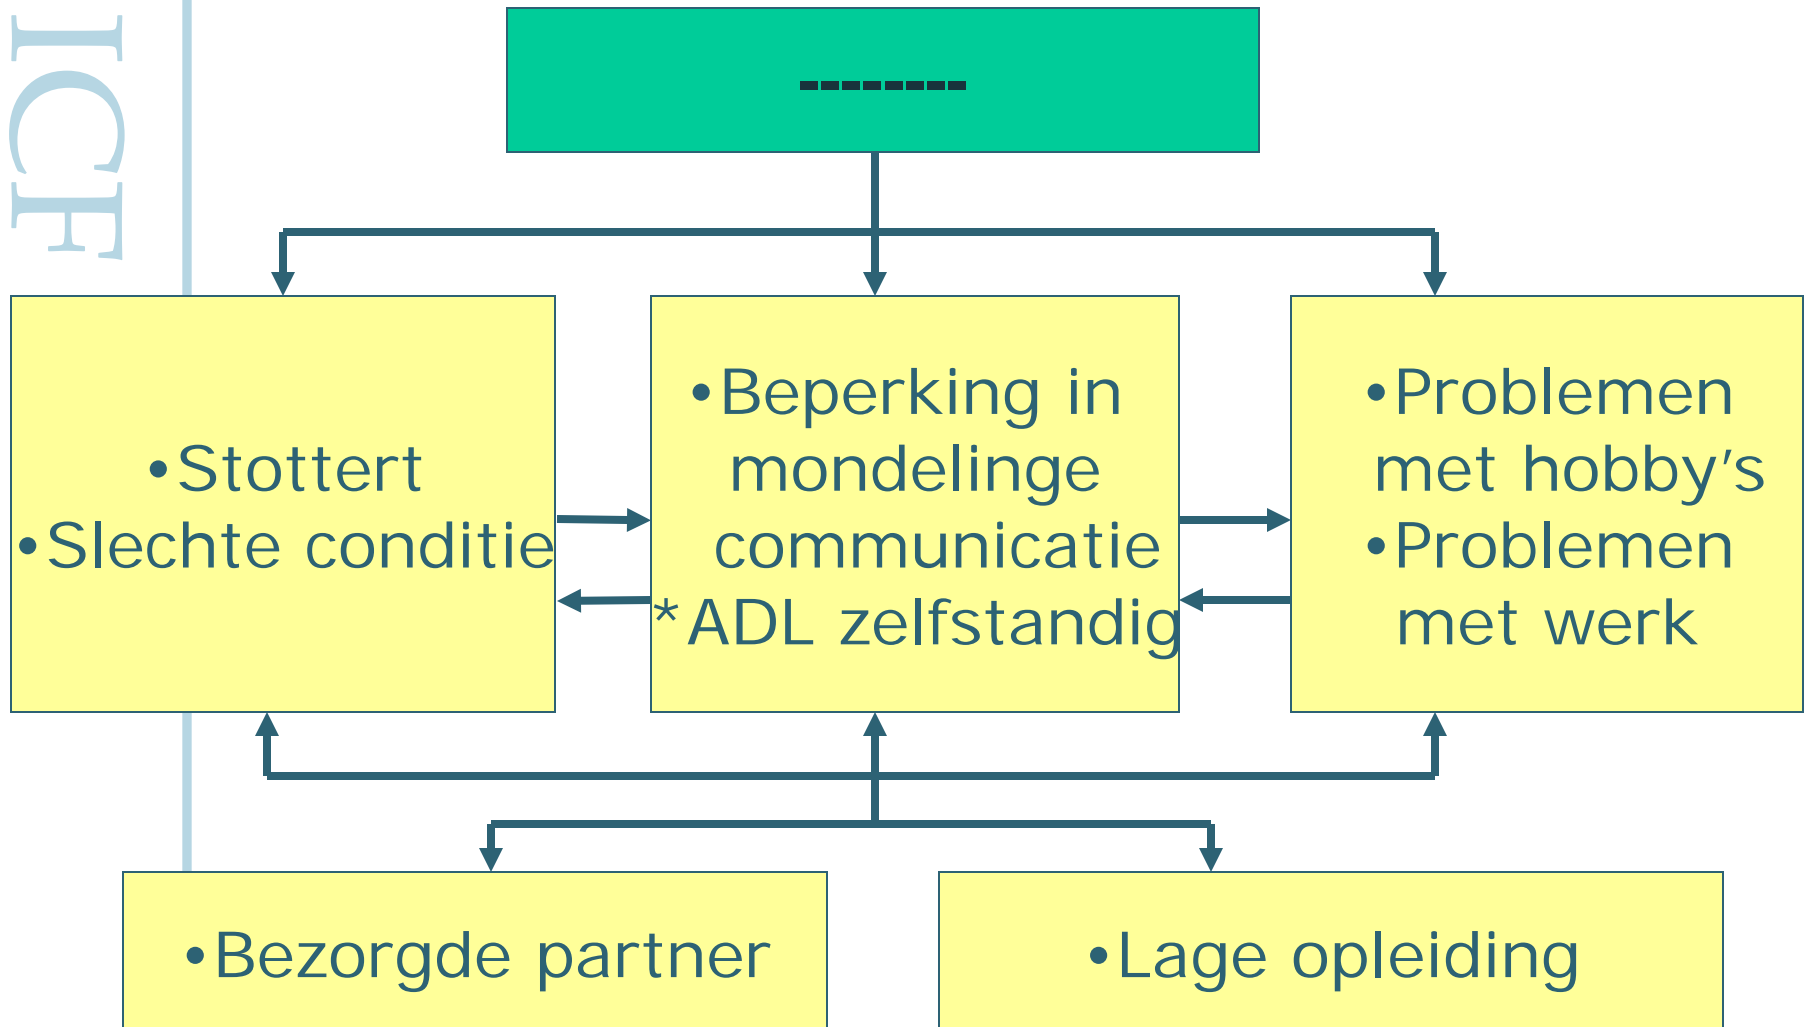 ICF
--------
•Stottert
•Slechte conditie
•Beperking in
mondelinge
communicatie
*ADL zelfstandig
•Problemen
met hobby's
•Problemen
met werk
•Bezorgde partner
•Lage opleiding